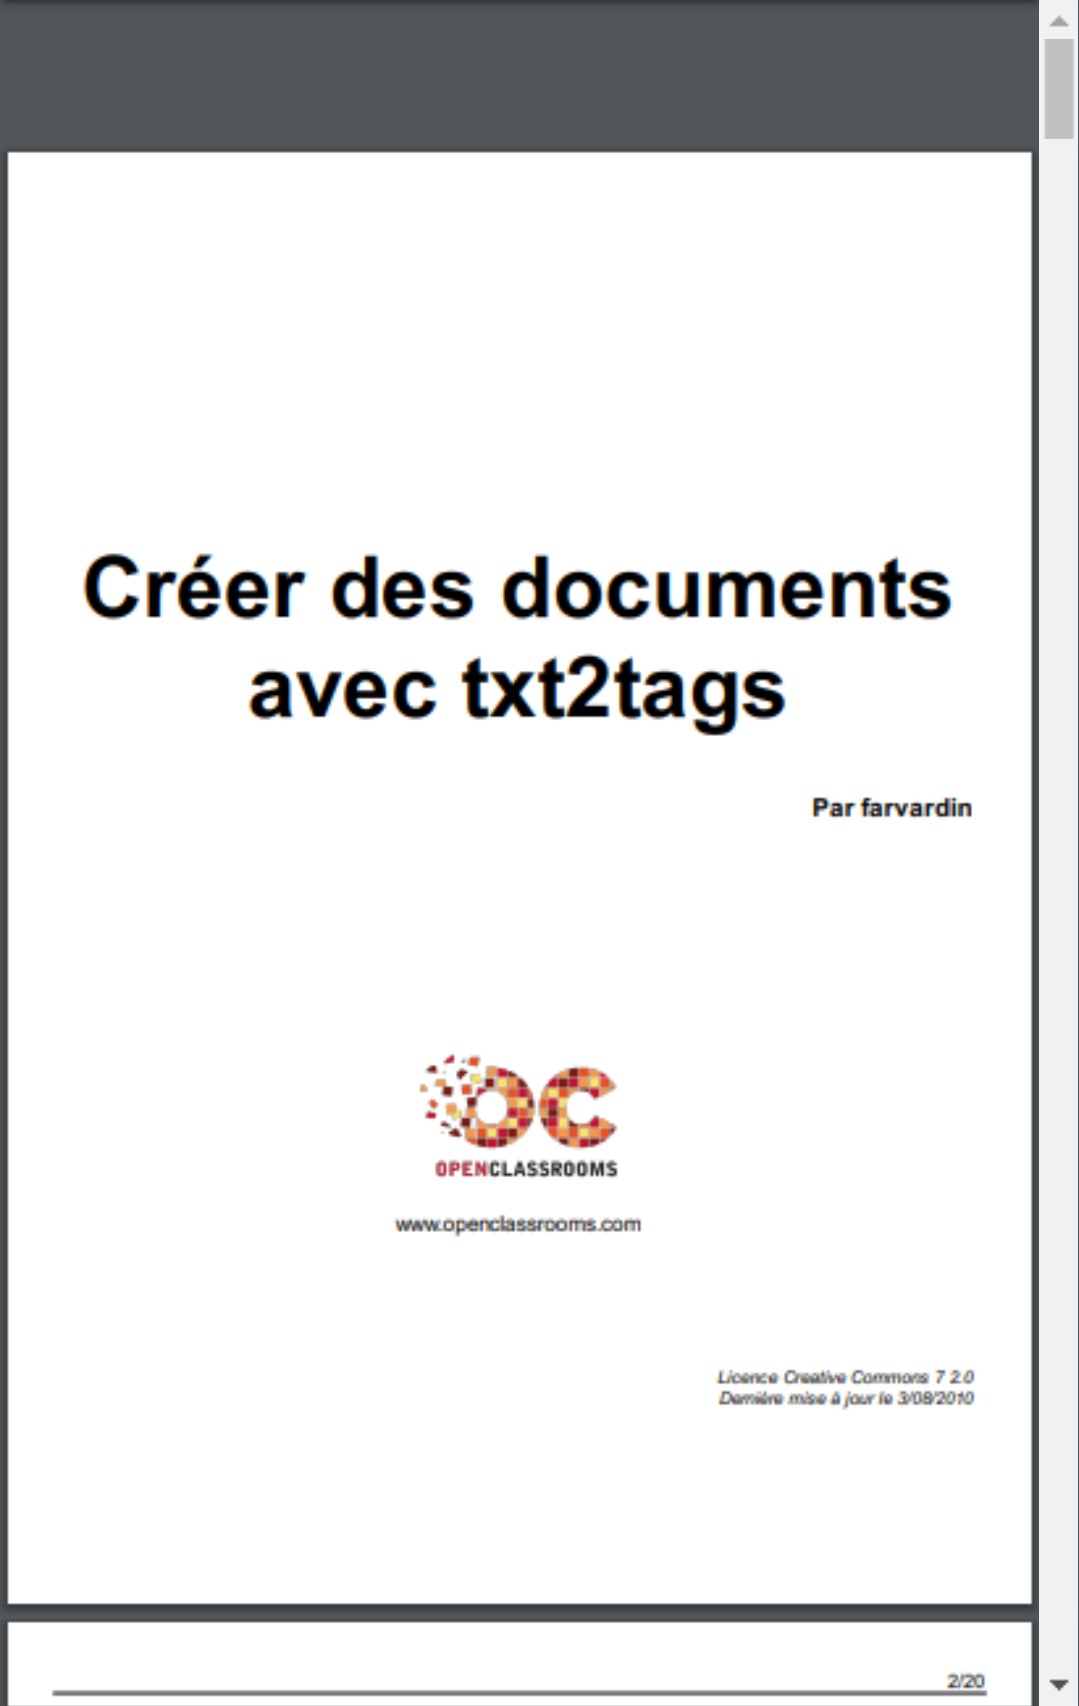 Créer des documents
avec txt2tags
Par farvardin
OC
OPENCLASSROOMS
www.openclassrooms.com
Licence Creative Commons 7 2.0
Dernière mise à jour le 3/08/2010
2/20